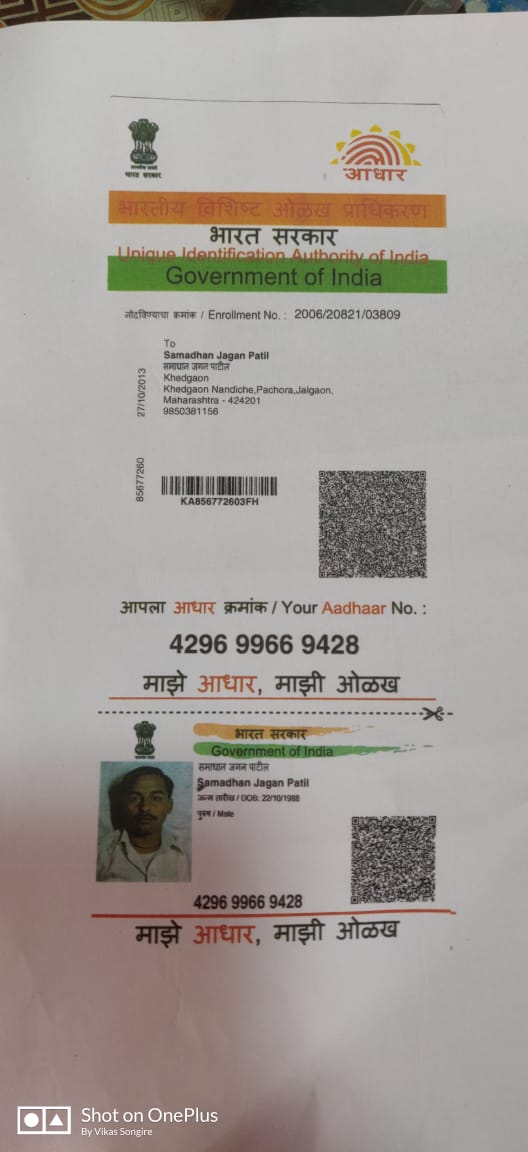 भारत सरकार
आधार
भारतीय विशिष्ट ओळख प्राधिकरण
भारत सरकार
Unique Identification Authority of India
Government of India
नोंदविण्याचा क्रमांक / Enrollment No. : 2006/20821/03809
To
Samadhan Jagan Patil
समाधान जगन पाटील
Khedgaon
Khedgaon Nandiche,Pachora,Jalgaon,
Maharashtra - 424201
9850381156
27/10/2013
85677260
KA856772603FH
आपला आधार क्रमांक / Your Aadhaar No. :
4296 9966 9428
माझे आधार, माझी ओळख
भारत सरकार
Government of India
समाधान जगन पाटील
Samadhan Jagan Patil
जन्म तारीख / DOB: 22/10/1988
पुरुष / Male
4296 9966 9428
माझे आधार, माझी ओळख
Shot on OnePlus
By Vikas Songire